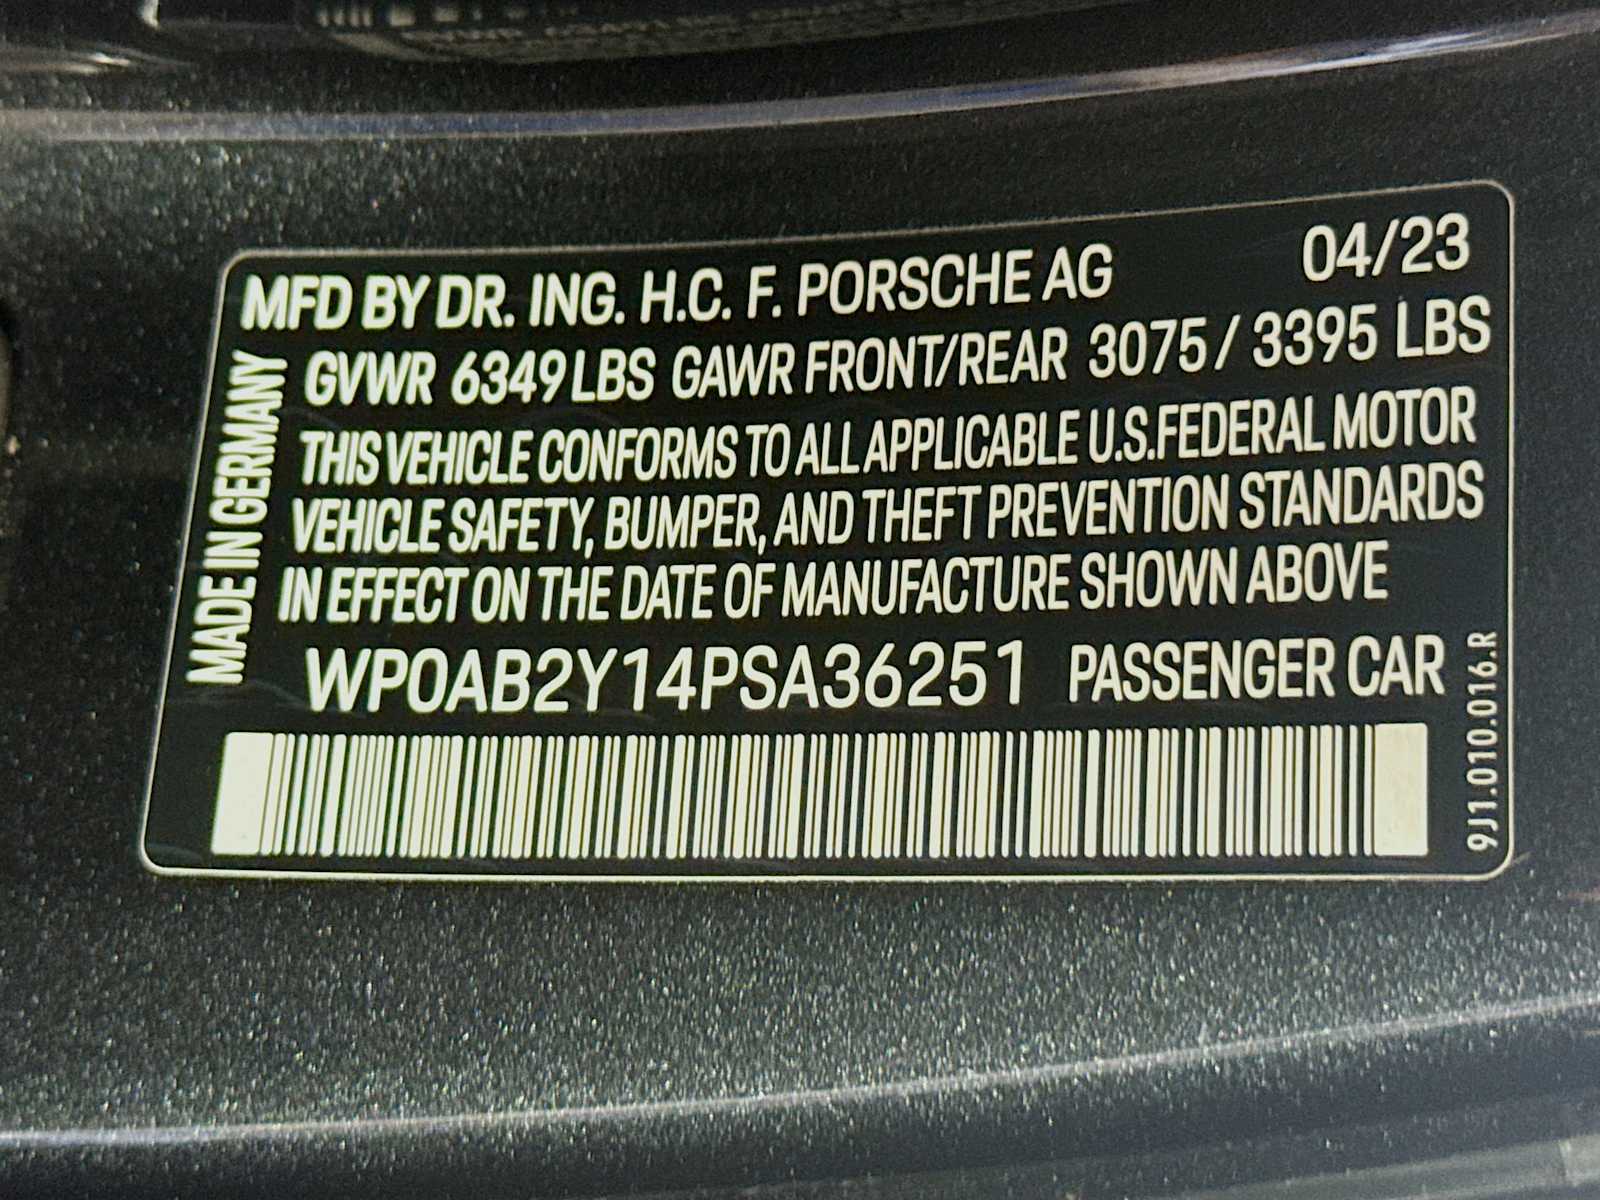 MFD BY DR. ING. H.C. F. PORSCHE AG 04/23
GVWR 6349 LBS GAWR FRONT/REAR 3075 / 3395 LBS
THIS VEHICLE CONFORMS TO ALL APPLICABLE U.S.FEDERAL MOTOR
VEHICLE SAFETY, BUMPER, AND THEFT PREVENTION STANDARDS
IN EFFECT ON THE DATE OF MANUFACTURE SHOWN ABOVE
WP0AB2Y14PSA36251 PASSENGER CAR
MADE IN GERMANY
9J1.010.016.R